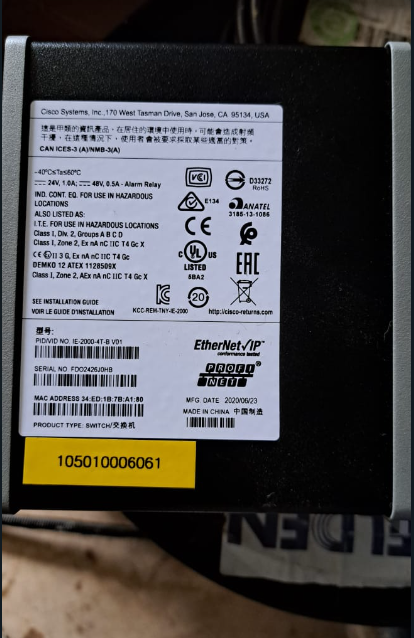 Cisco Systems, Inc.,170 West Tasman Drive, San Jose, CA 95134, USA
這是甲類的資訊產品，在居住的環境中使用時，可能會造成射頻
干擾，在這種情況下，使用者會被要求採取某些適當的對策。
CAN ICES-3 (A)/NMB-3(A)
-40ºC≤Ta≤60ºC
24V, 1.0A; 48V, 0.5A - Alarm Relay
IND. CONT. EQ. FOR USE IN HAZARDOUS
LOCATIONS
ALSO LISTED AS:
I.T.E. FOR USE IN HAZARDOUS LOCATIONS
Class I, Div. 2, Groups A B C D
Class I, Zone 2, Ex nA nC IIC T4 Gc X
CE Ex II 3 G, Ex nA nC IIC T4 Gc
DEMKO 12 ATEX 1128509X
Class I, Zone 2, AEx nA nC IIC T4 Gc X
VCI
D33272
RoHS
E134
ANATEL
3185-13-1086
CE
C UL US
LISTED
5BA2
EAC
20
SEE INSTALLATION GUIDE
VOIR LE GUIDE D'INSTALLATION
KCC-REM-TNY-IE-2000
http://cisco-returns.com
型号:
PID/VID NO: IE-2000-4T-B V01
SERIAL NO: FDO2426J0HB
MAC ADDRESS 34:ED:1B:7B:A1:80
PRODUCT TYPE: SWITCH/交换机
EtherNet/IP™
conformance tested
PROFI
NET
MFG. DATE 2020/06/23
MADE IN CHINA 中国制造
105010006061